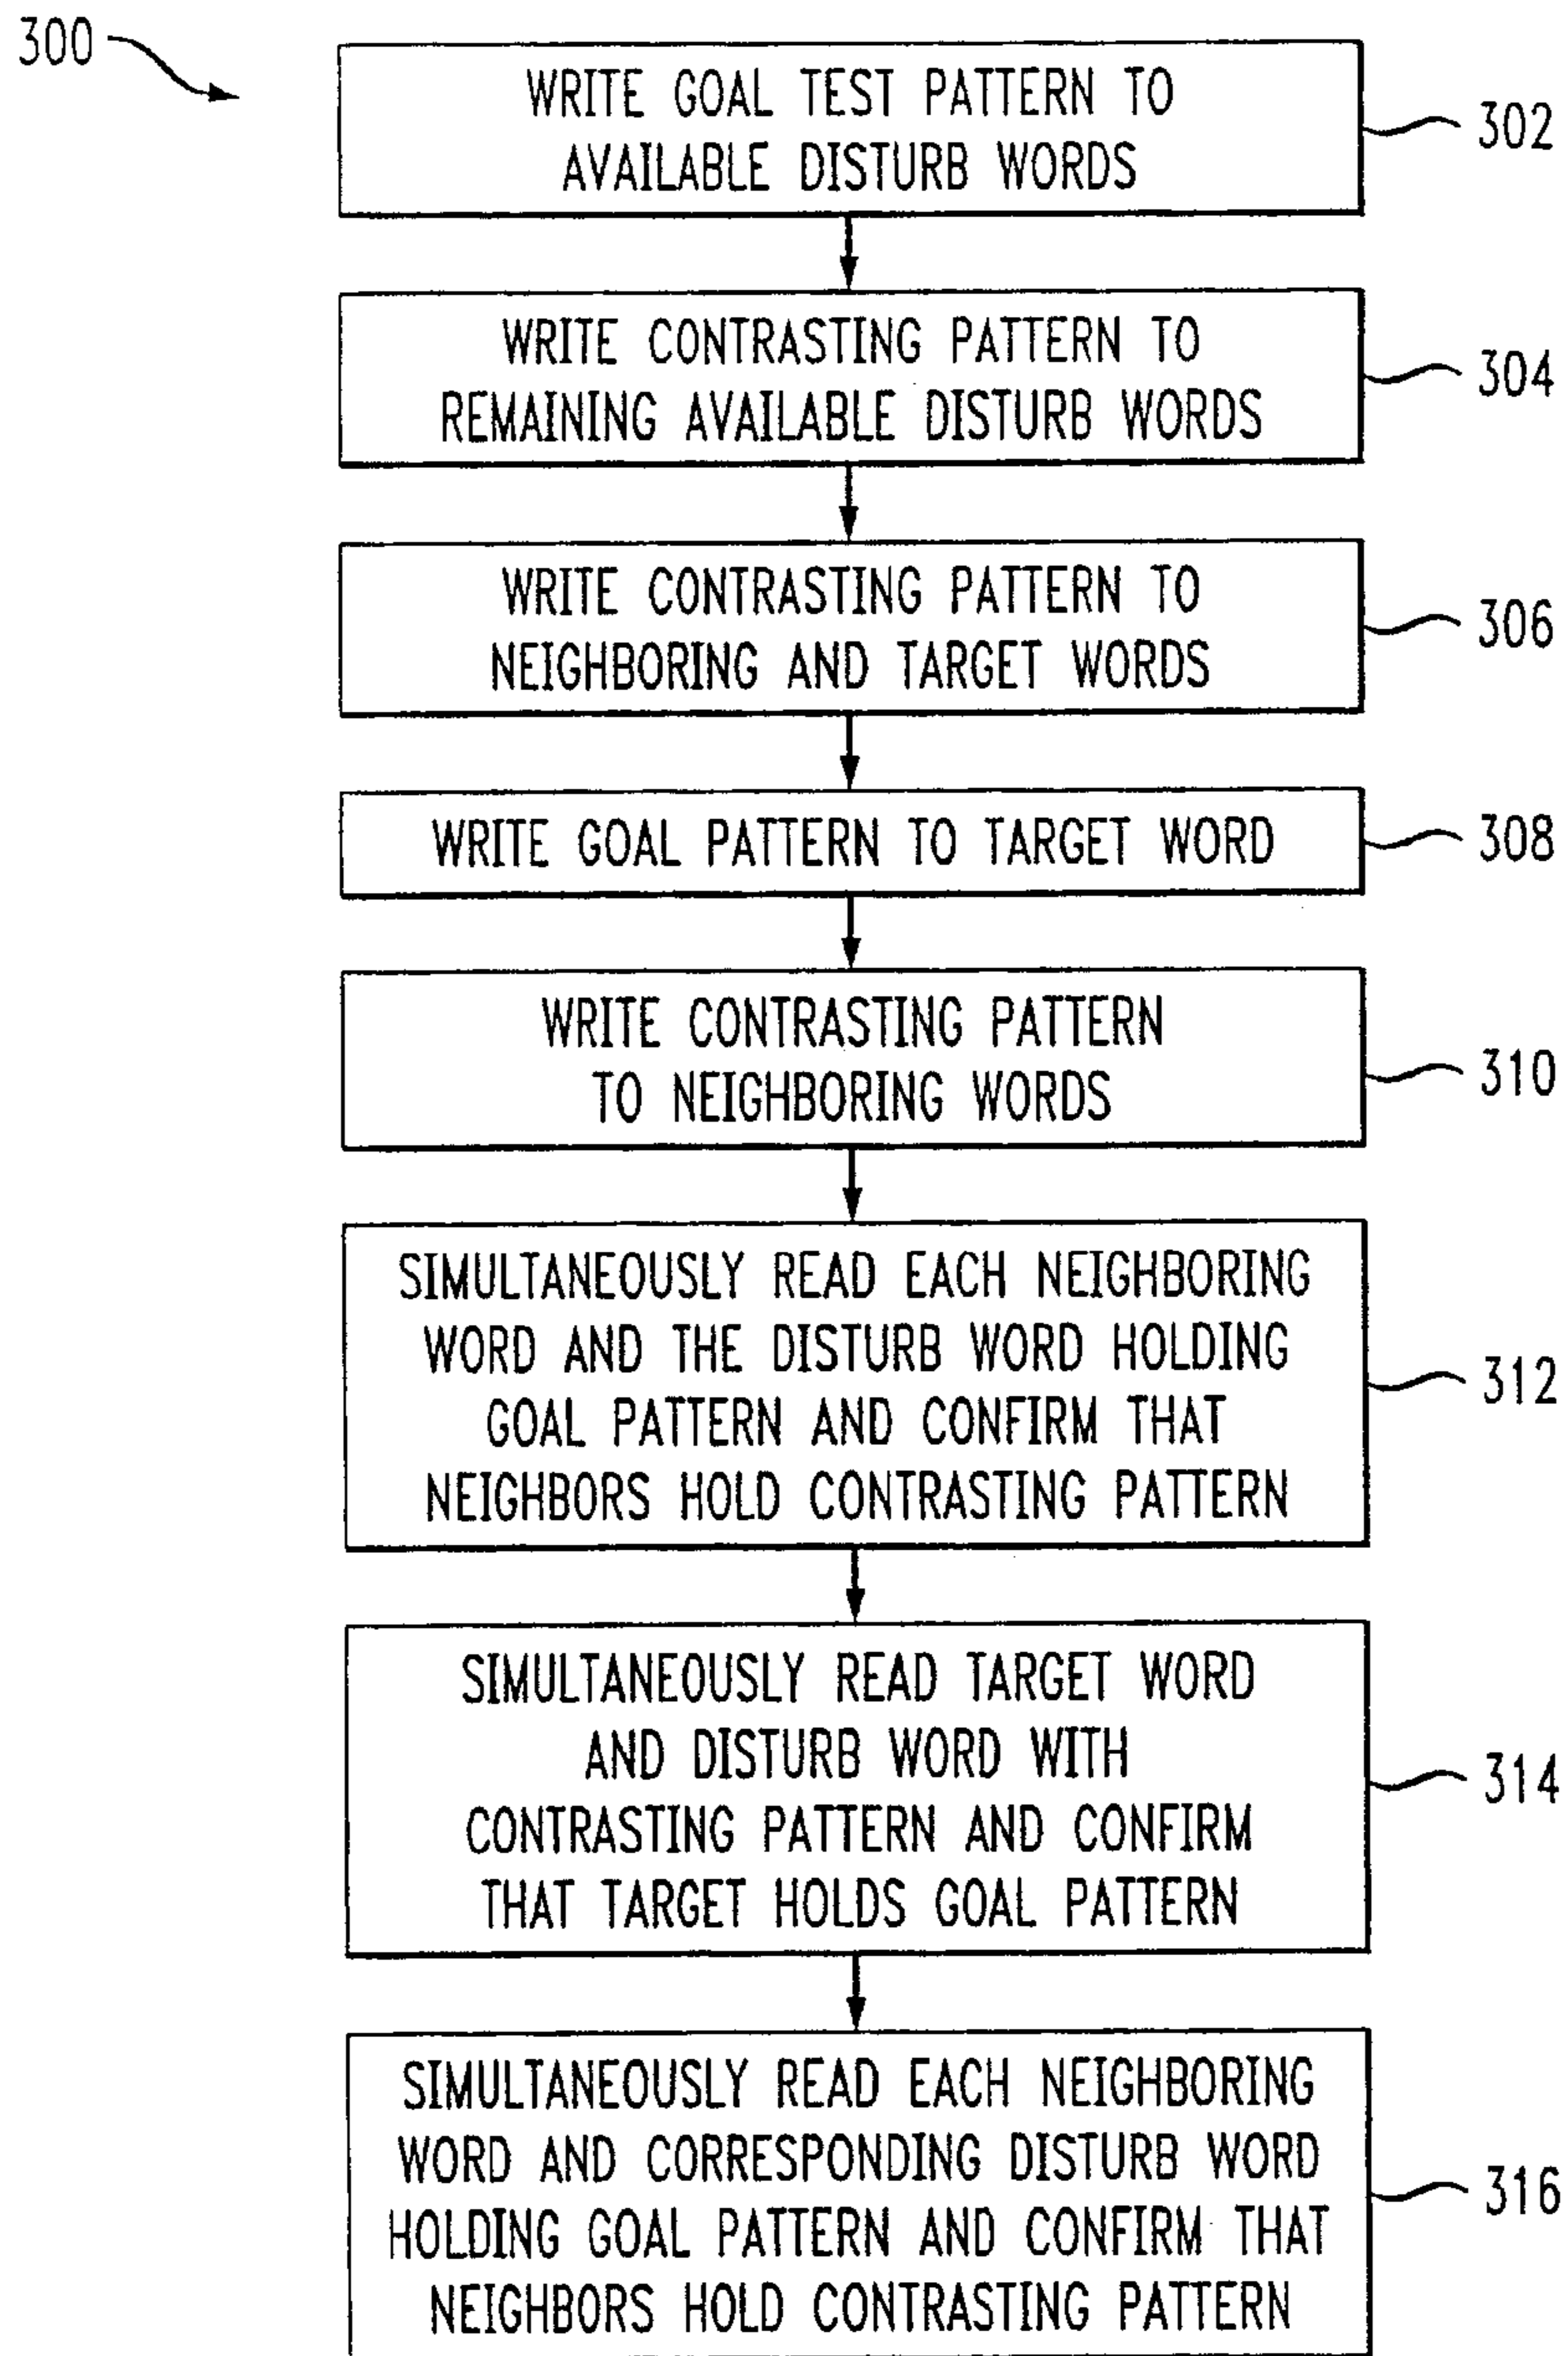 300
WRITE GOAL TEST PATTERN TO
AVAILABLE DISTURB WORDS
302
WRITE CONTRASTING PATTERN TO
REMAINING AVAILABLE DISTURB WORDS
304
WRITE CONTRASTING PATTERN TO
NEIGHBORING AND TARGET WORDS
306
WRITE GOAL PATTERN TO TARGET WORD
308
WRITE CONTRASTING PATTERN
TO NEIGHBORING WORDS
310
SIMULTANEOUSLY READ EACH NEIGHBORING
WORD AND THE DISTURB WORD HOLDING
GOAL PATTERN AND CONFIRM THAT
NEIGHBORS HOLD CONTRASTING PATTERN
312
SIMULTANEOUSLY READ TARGET WORD
AND DISTURB WORD WITH
CONTRASTING PATTERN AND CONFIRM
THAT TARGET HOLDS GOAL PATTERN
314
SIMULTANEOUSLY READ EACH NEIGHBORING
WORD AND CORRESPONDING DISTURB WORD
HOLDING GOAL PATTERN AND CONFIRM THAT
NEIGHBORS HOLD CONTRASTING PATTERN
316